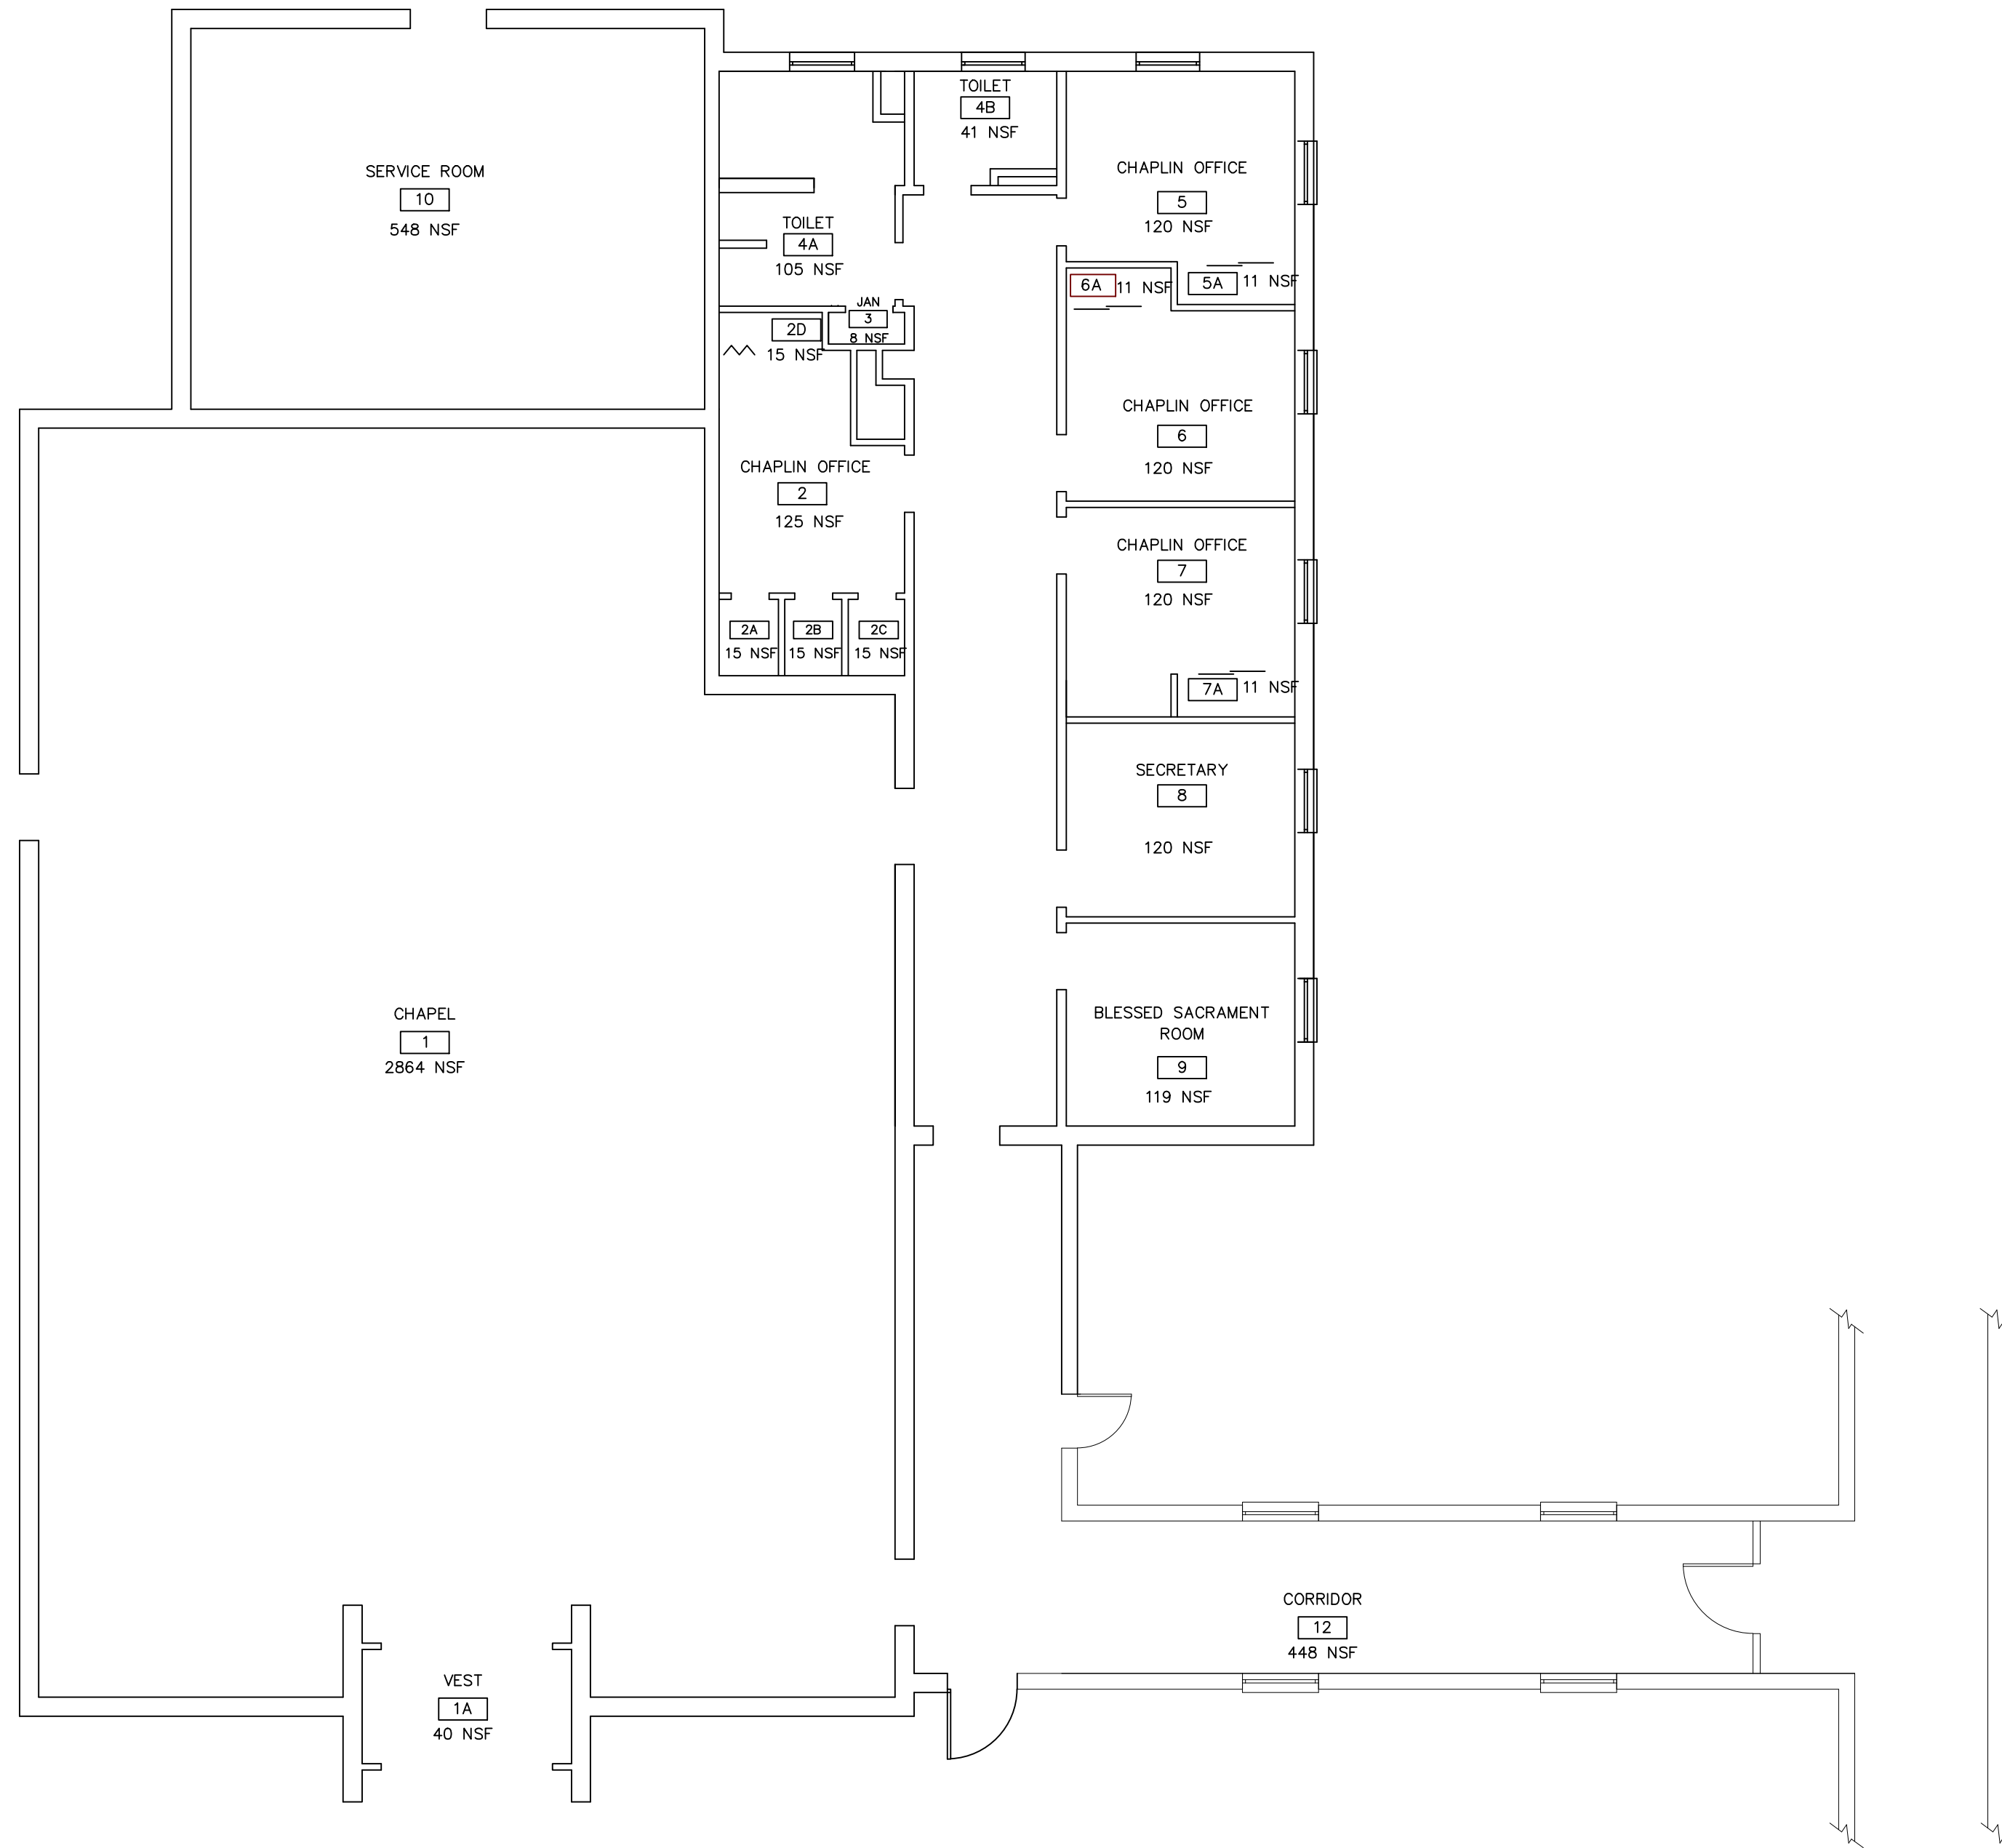 TOILET
4B
41 NSF
SERVICE ROOM
10
548 NSF
CHAPLIN OFFICE
5
120 NSF
TOILET
4A
105 NSF
6A
11 NSF
5A
11 NSF
JAN
3
8 NSF
2D
15 NSF
CHAPLIN OFFICE
6
120 NSF
CHAPLIN OFFICE
2
125 NSF
CHAPLIN OFFICE
7
120 NSF
2A
15 NSF
2B
15 NSF
2C
15 NSF
7A
11 NSF
SECRETARY
8
120 NSF
CHAPEL
1
2864 NSF
BLESSED SACRAMENT
ROOM
9
119 NSF
CORRIDOR
12
448 NSF
VEST
1A
40 NSF